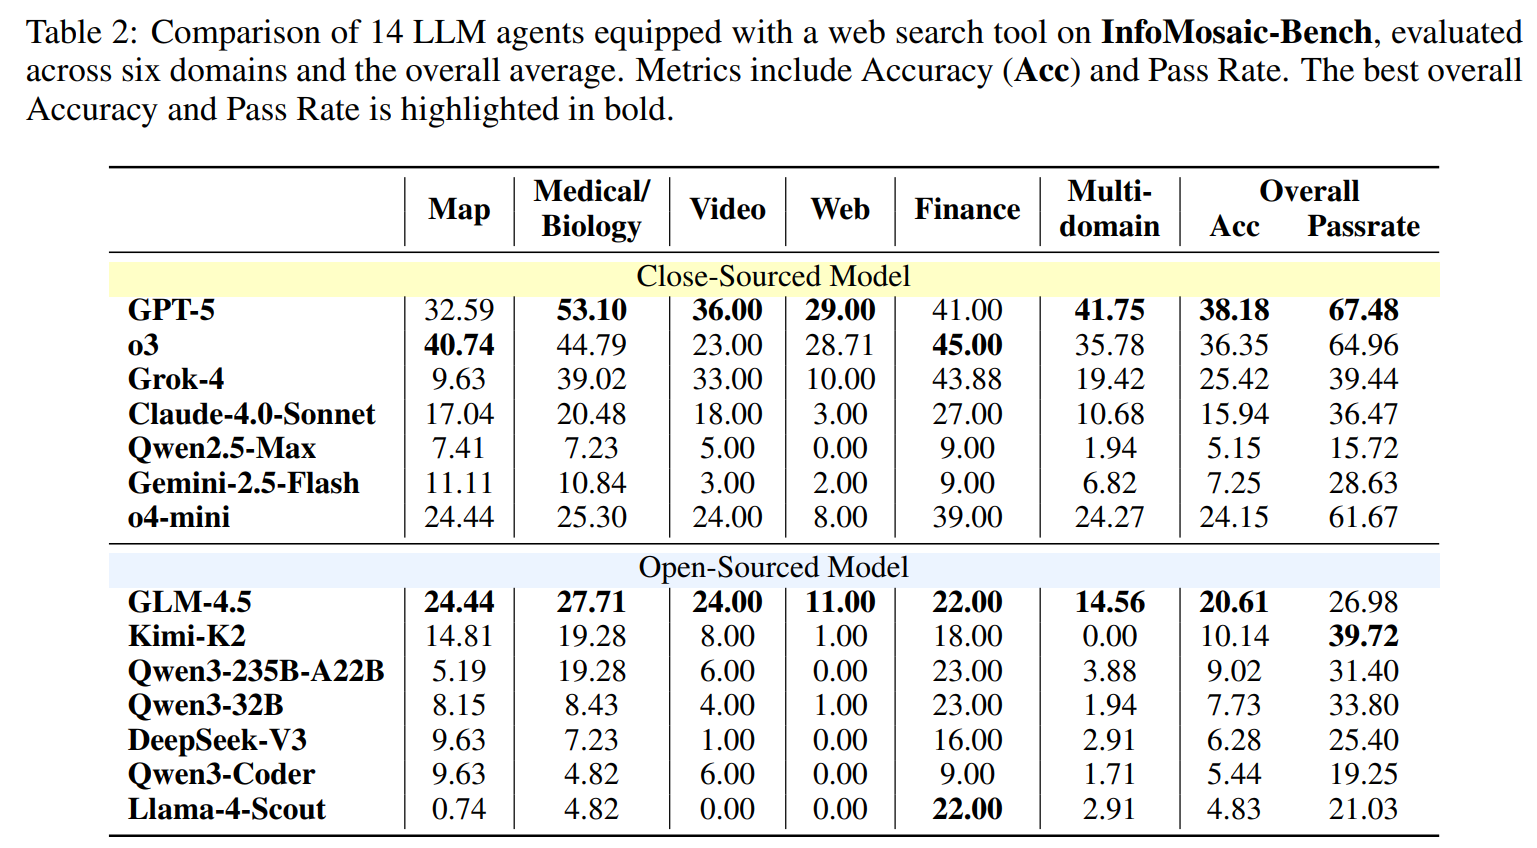 Table 2: Comparison of 14 LLM agents equipped with a web search tool on InfoMosaic-Bench, evaluated
across six domains and the overall average. Metrics include Accuracy (Acc) and Pass Rate. The best overall
Accuracy and Pass Rate is highlighted in bold.
Map Medical/ Biology Video Web Finance Multi- domain Overall
Acc Passrate
Close-Sourced Model
GPT-5 32.59 53.10 36.00 29.00 41.00 41.75 38.18 67.48
o3 40.74 44.79 23.00 28.71 45.00 35.78 36.35 64.96
Grok-4 9.63 39.02 33.00 10.00 43.88 19.42 25.42 39.44
Claude-4.0-Sonnet 17.04 20.48 18.00 3.00 27.00 10.68 15.94 36.47
Qwen2.5-Max 7.41 7.23 5.00 0.00 9.00 1.94 5.15 15.72
Gemini-2.5-Flash 11.11 10.84 3.00 2.00 9.00 6.82 7.25 28.63
o4-mini 24.44 25.30 24.00 8.00 39.00 24.27 24.15 61.67
Open-Sourced Model
GLM-4.5 24.44 27.71 24.00 11.00 22.00 14.56 20.61 26.98
Kimi-K2 14.81 19.28 8.00 1.00 18.00 0.00 10.14 39.72
Qwen3-235B-A22B 5.19 19.28 6.00 0.00 23.00 3.88 9.02 31.40
Qwen3-32B 8.15 8.43 4.00 1.00 23.00 1.94 7.73 33.80
DeepSeek-V3 9.63 7.23 1.00 0.00 16.00 2.91 6.28 25.40
Qwen3-Coder 9.63 4.82 6.00 0.00 9.00 1.71 5.44 19.25
Llama-4-Scout 0.74 4.82 0.00 0.00 22.00 2.91 4.83 21.03